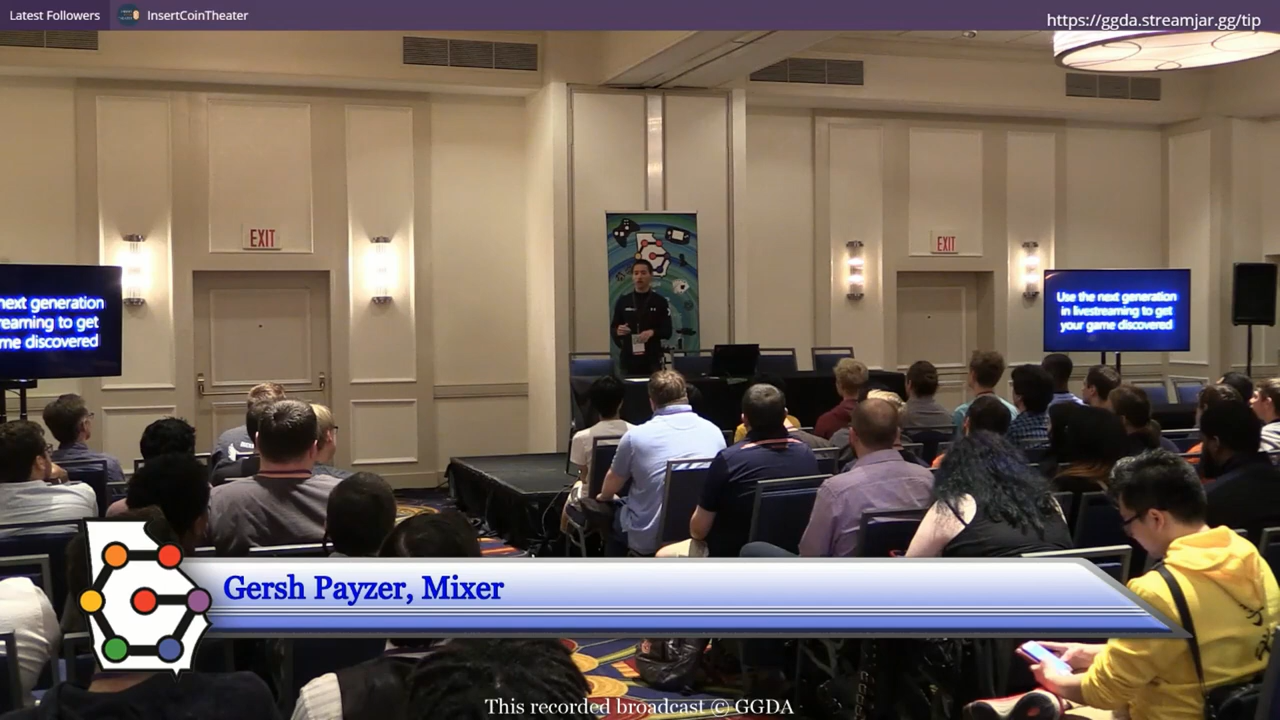 Latest Followers
InsertCoinTheater
https://ggda.streamjar.gg/tip
EXIT
EXIT
next generation
reaming to get
me discovered
Use the next generation
in livestreaming to get
your game discovered
Gersh Payzer, Mixer
This recorded broadcast © GGDA